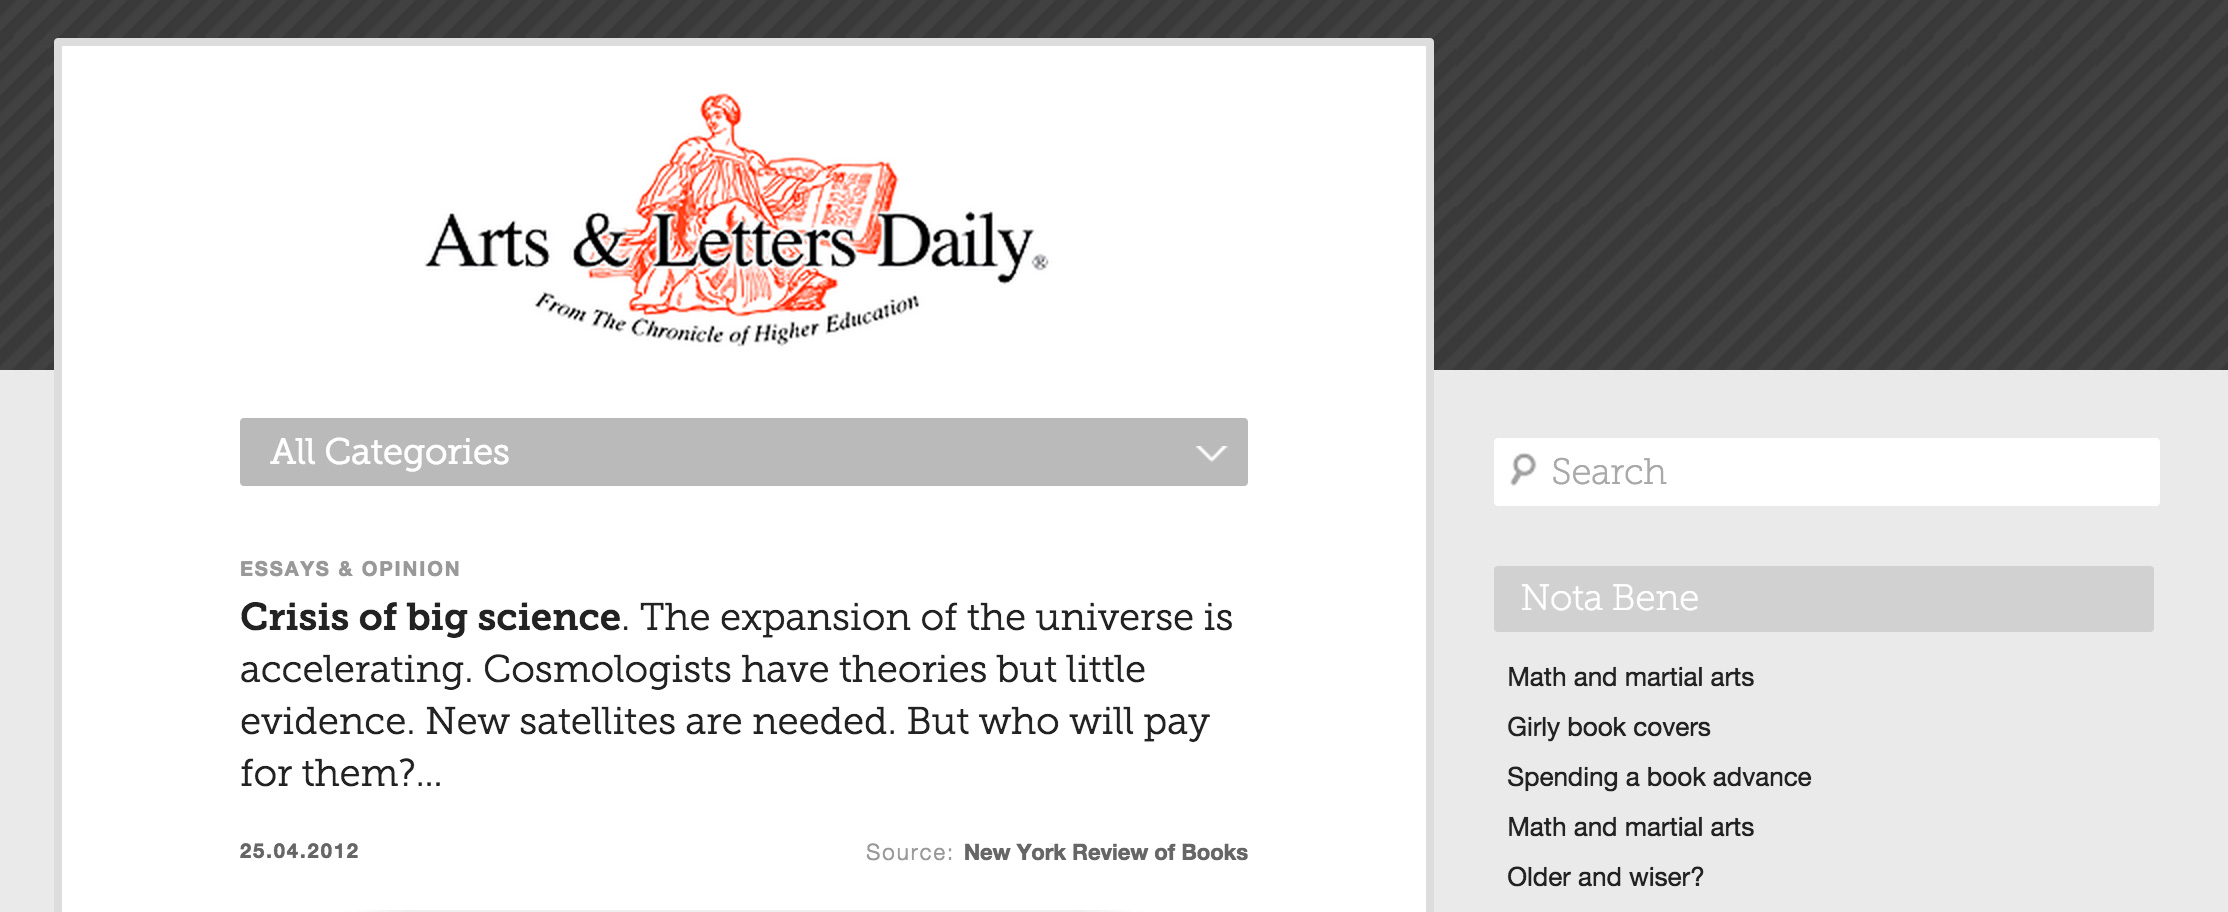 Arts & Letters Daily®
From The Chronicle of Higher Education
All Categories
ESSAYS & OPINION
Crisis of big science. The expansion of the universe is
accelerating. Cosmologists have theories but little
evidence. New satellites are needed. But who will pay
for them?...
25.04.2012
Source: New York Review of Books
Search
Nota Bene
Math and martial arts
Girly book covers
Spending a book advance
Math and martial arts
Older and wiser?